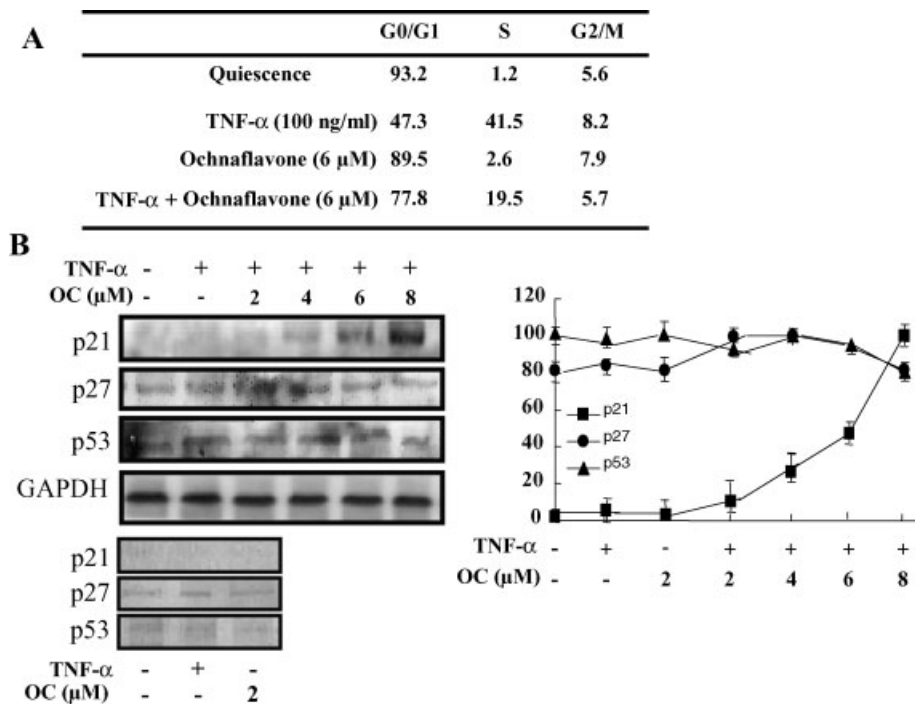 A
G0/G1 S G2/M
Quiescence 93.2 1.2 5.6
TNF-α (100 ng/ml) 47.3 41.5 8.2
Ochnaflavone (6 μM) 89.5 2.6 7.9
TNF-α + Ochnaflavone (6 μM) 77.8 19.5 5.7
B
TNF-α - + + + + +
OC (μM) - - 2 4 6 8
p21
p27
p53
GAPDH
p21
p27
p53
TNF-α - + -
OC (μM) - - 2
120
100
80
60
40
20
0
p21
p27
p53
TNF-α - + - + + + +
OC (μM) - - 2 2 4 6 8